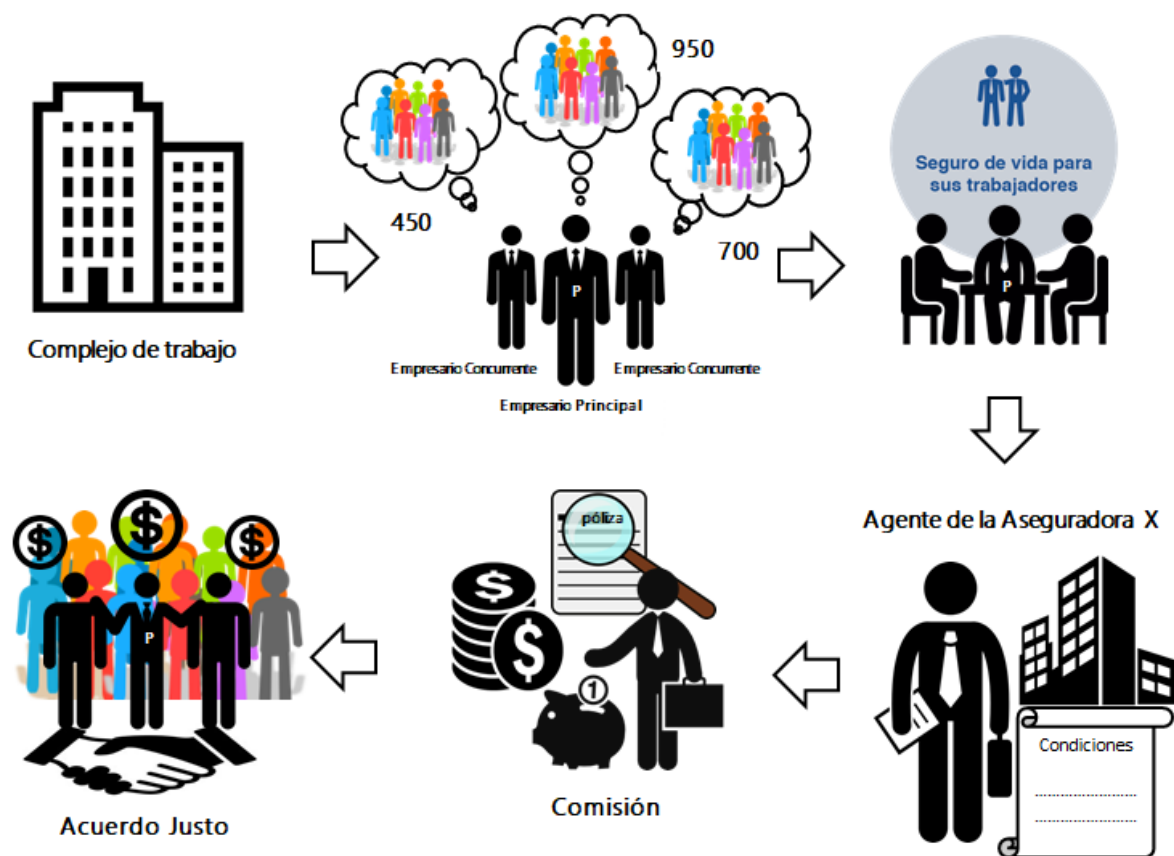 950
450
700
P
Empresario Concurrente
Empresario Concurrente
Empresario Principal
Complejo de trabajo
Seguro de vida para
sus trabajadores
P
Agente de la Aseguradora X
Condiciones
........................
........................
póliza
$
$
1
Comisión
$
$
$
P
Acuerdo Justo